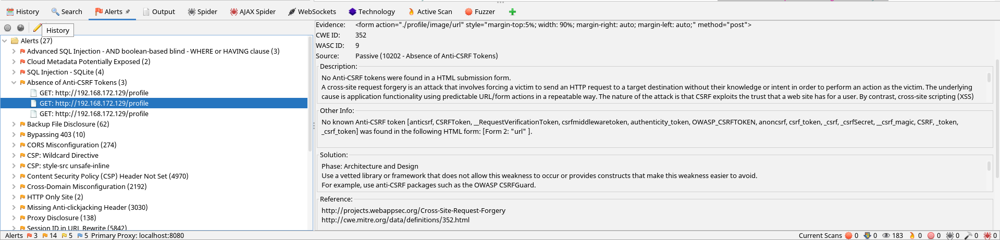 History Search Alerts Output Spider AJAX Spider WebSockets Technology Active Scan Fuzzer
History
Alerts (27)
Advanced SQL Injection - AND boolean-based blind - WHERE or HAVING clause (3)
Cloud Metadata Potentially Exposed (2)
SQL Injection - SQLite (4)
Absence of Anti-CSRF Tokens (3)
GET: http://192.168.172.129/profile
GET: http://192.168.172.129/profile
GET: http://192.168.172.129/profile
Backup File Disclosure (62)
Bypassing 403 (10)
CORS Misconfiguration (274)
CSP: Wildcard Directive
CSP: style-src unsafe-inline
Content Security Policy (CSP) Header Not Set (4970)
Cross-Domain Misconfiguration (2192)
HTTP Only Site (2)
Missing Anti-clickjacking Header (3030)
Proxy Disclosure (138)
Session ID in URL Rewrite (5842)
Evidence: <form action="./profile/image/url" style="margin-top:5%; width: 90%; margin-right: auto; margin-left: auto;" method="post">
CWE ID: 352
WASC ID: 9
Source: Passive (10202 - Absence of Anti-CSRF Tokens)
Description:
No Anti-CSRF tokens were found in a HTML submission form.
A cross-site request forgery is an attack that involves forcing a victim to send an HTTP request to a target destination without their knowledge or intent in order to perform an action as the victim. The underlying
cause is application functionality using predictable URL/form actions in a repeatable way. The nature of the attack is that CSRF exploits the trust that a web site has for a user. By contrast, cross-site scripting (XSS)
Other Info:
No known Anti-CSRF token [anticsrf, CSRFToken, __RequestVerificationToken, csrfmiddlewaretoken, authenticity_token, OWASP_CSRFTOKEN, anoncsrf, csrf_token, _csrf, _csrfSecret, __csrf_magic, CSRF, _token,
_csrf_token] was found in the following HTML form: [Form 2: "url" ].
Solution:
Phase: Architecture and Design
Use a vetted library or framework that does not allow this weakness to occur or provides constructs that make this weakness easier to avoid.
For example, use anti-CSRF packages such as the OWASP CSRFGuard.
Reference:
http://projects.webappsec.org/Cross-Site-Request-Forgery
http://cwe.mitre.org/data/definitions/352.html
Alerts 3 14 5 5 Primary Proxy: localhost:8080 Current Scans 0 0 183 0 0 0 0 0